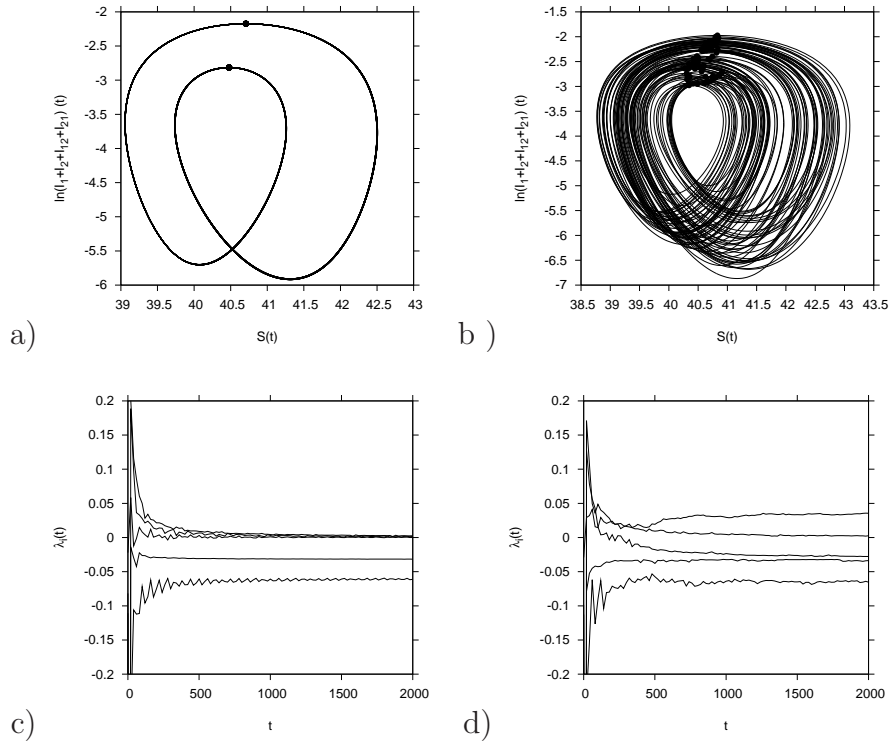 -2
-2.5
-3
-3.5
-4
-4.5
-5
-5.5
-6
39 39.5 40 40.5 41 41.5 42 42.5 43
ln(I1+I2+I12+I21) (t)
S(t)
a)
-1.5
-2
-2.5
-3
-3.5
-4
-4.5
-5
-5.5
-6
-6.5
-7
38.5 39 39.5 40 40.5 41 41.5 42 42.5 43 43.5
ln(I1+I2+I12+I21) (t)
S(t)
b )
0.2
0.15
0.1
0.05
0
-0.05
-0.1
-0.15
-0.2
0 500 1000 1500 2000
λi(t)
t
c)
0.2
0.15
0.1
0.05
0
-0.05
-0.1
-0.15
-0.2
0 500 1000 1500 2000
λi(t)
t
d)